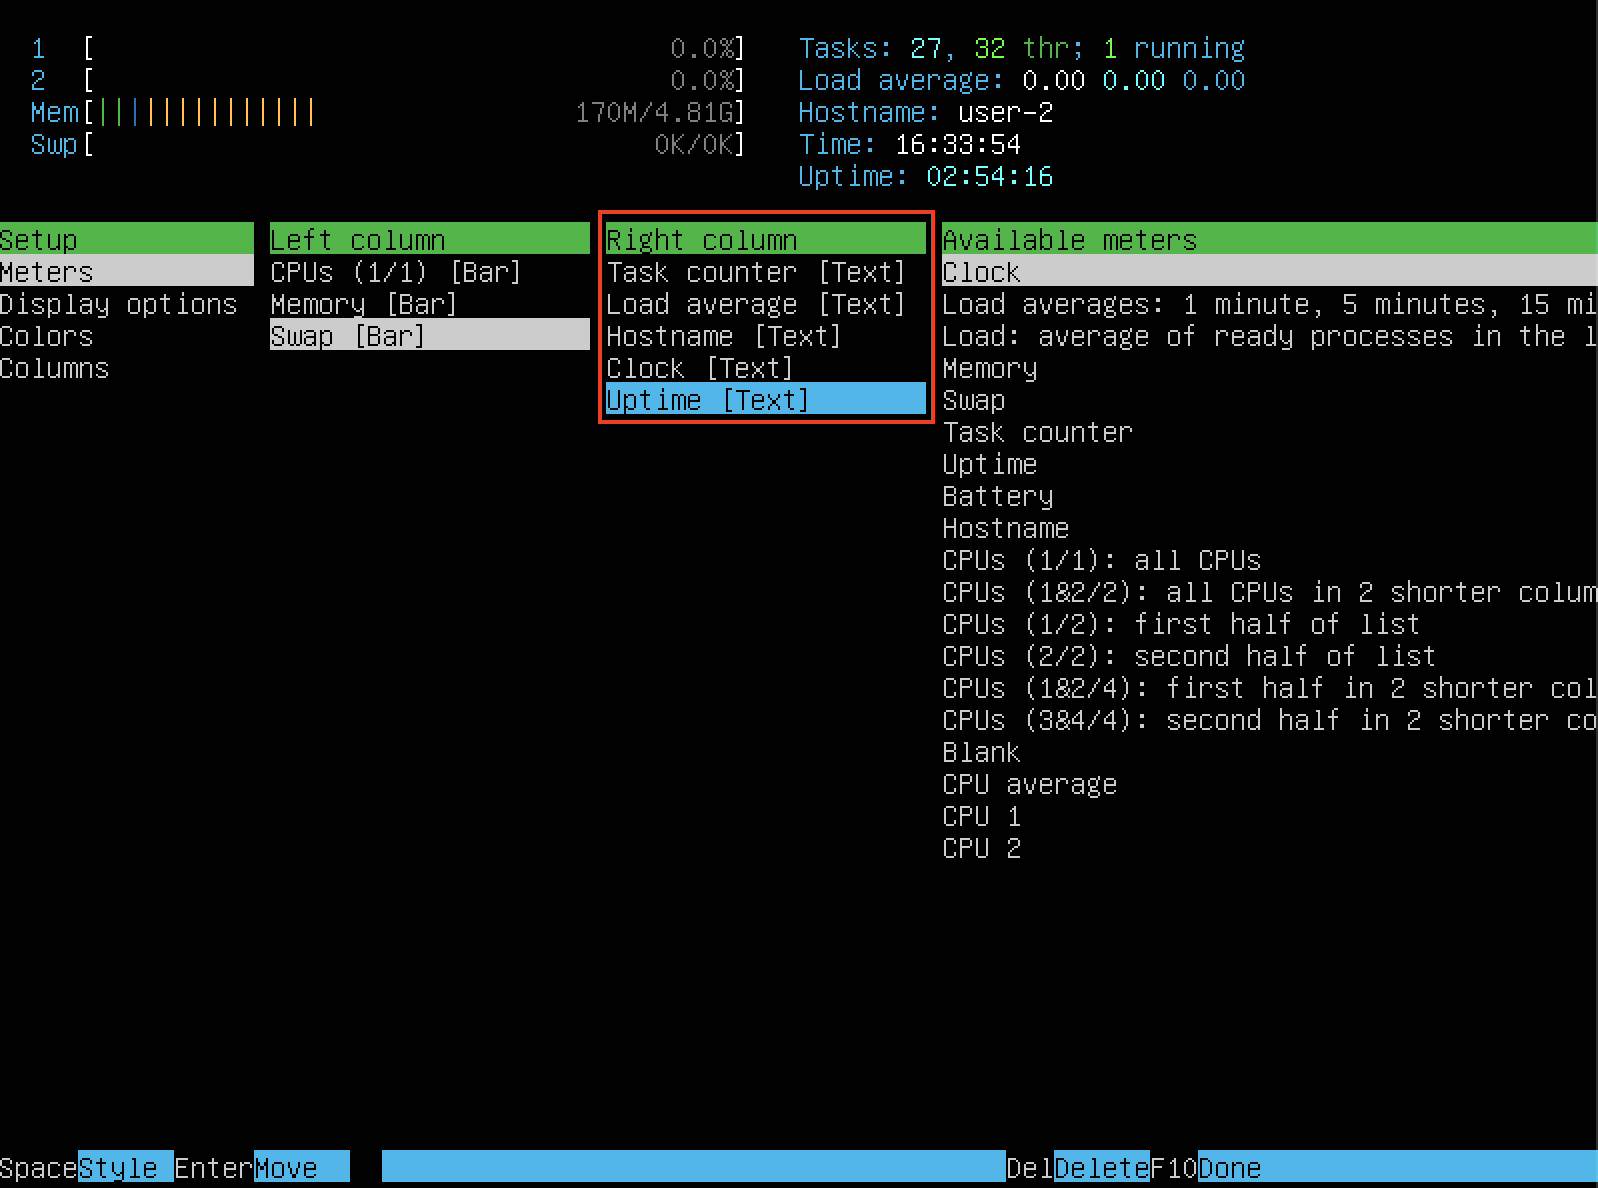 1 [ 0.0%]
2 [ 0.0%]
Mem[|||||||||||||| 170M/4.81G]
Swp[ 0K/0K]
Tasks: 27, 32 thr; 1 running
Load average: 0.00 0.00 0.00
Hostname: user-2
Time: 16:33:54
Uptime: 02:54:16
Setup
Meters
Display options
Colors
Columns
Left column
CPUs (1/1) [Bar]
Memory [Bar]
Swap [Bar]
Right column
Task counter [Text]
Load average [Text]
Hostname [Text]
Clock [Text]
Uptime [Text]
Available meters
Clock
Load averages: 1 minute, 5 minutes, 15 mi
Load: average of ready processes in the l
Memory
Swap
Task counter
Uptime
Battery
Hostname
CPUs (1/1): all CPUs
CPUs (1&2/2): all CPUs in 2 shorter colum
CPUs (1/2): first half of list
CPUs (2/2): second half of list
CPUs (1&2/4): first half in 2 shorter col
CPUs (3&4/4): second half in 2 shorter co
Blank
CPU average
CPU 1
CPU 2
SpaceStyle EnterMove DelDeleteF10Done